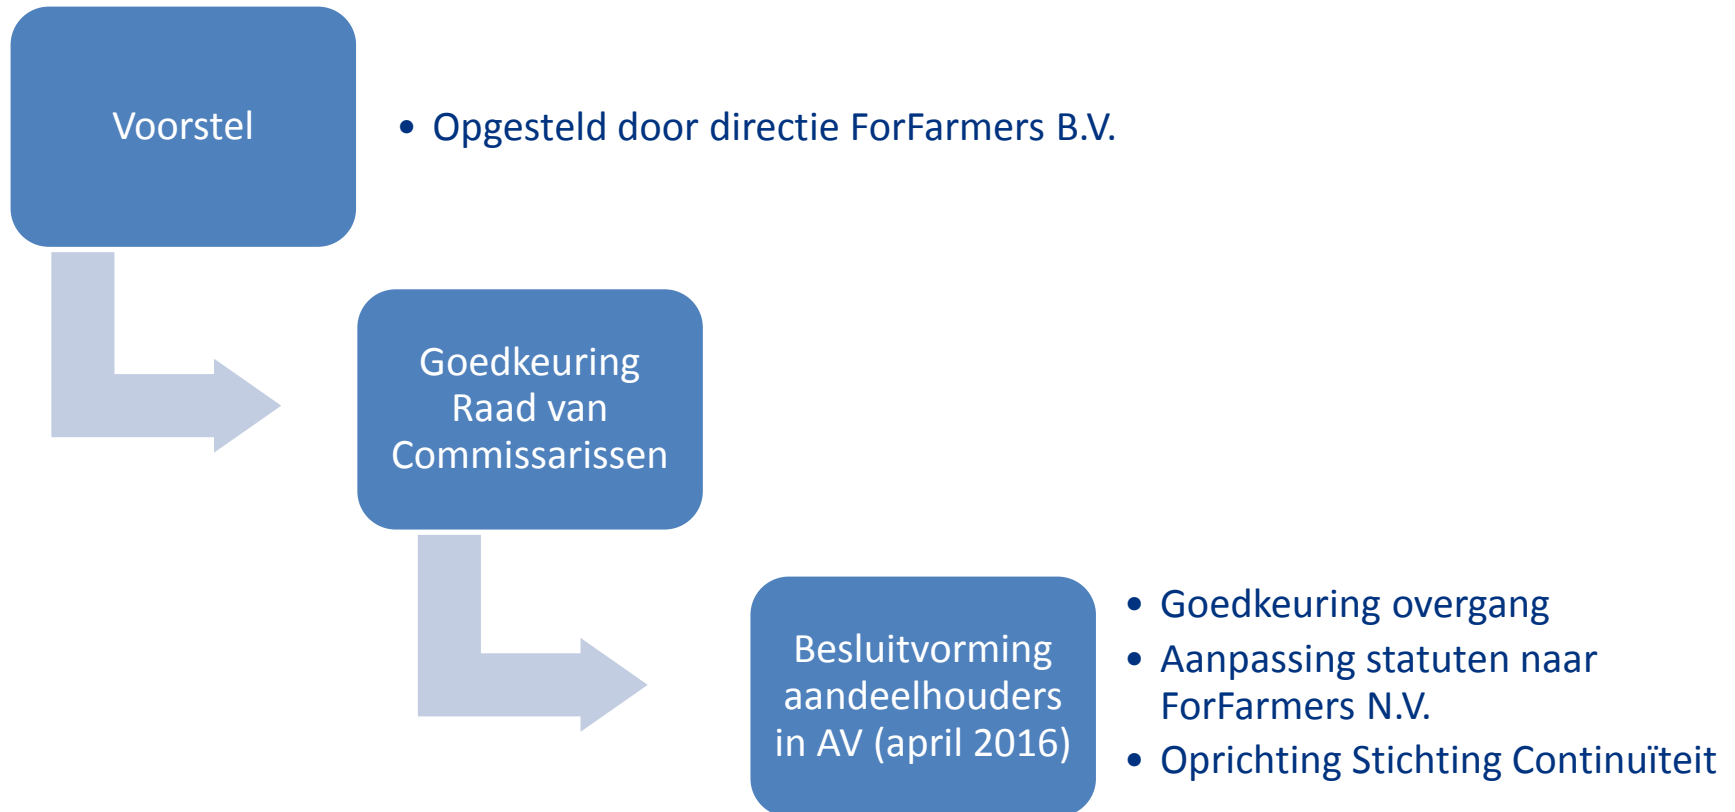 Voorstel
• Opgesteld door directie ForFarmers B.V.
Goedkeuring
Raad van
Commissarissen
Besluitvorming
aandeelhouders
in AV (april 2016)
• Goedkeuring overgang
• Aanpassing statuten naar
ForFarmers N.V.
• Oprichting Stichting Continuïteit